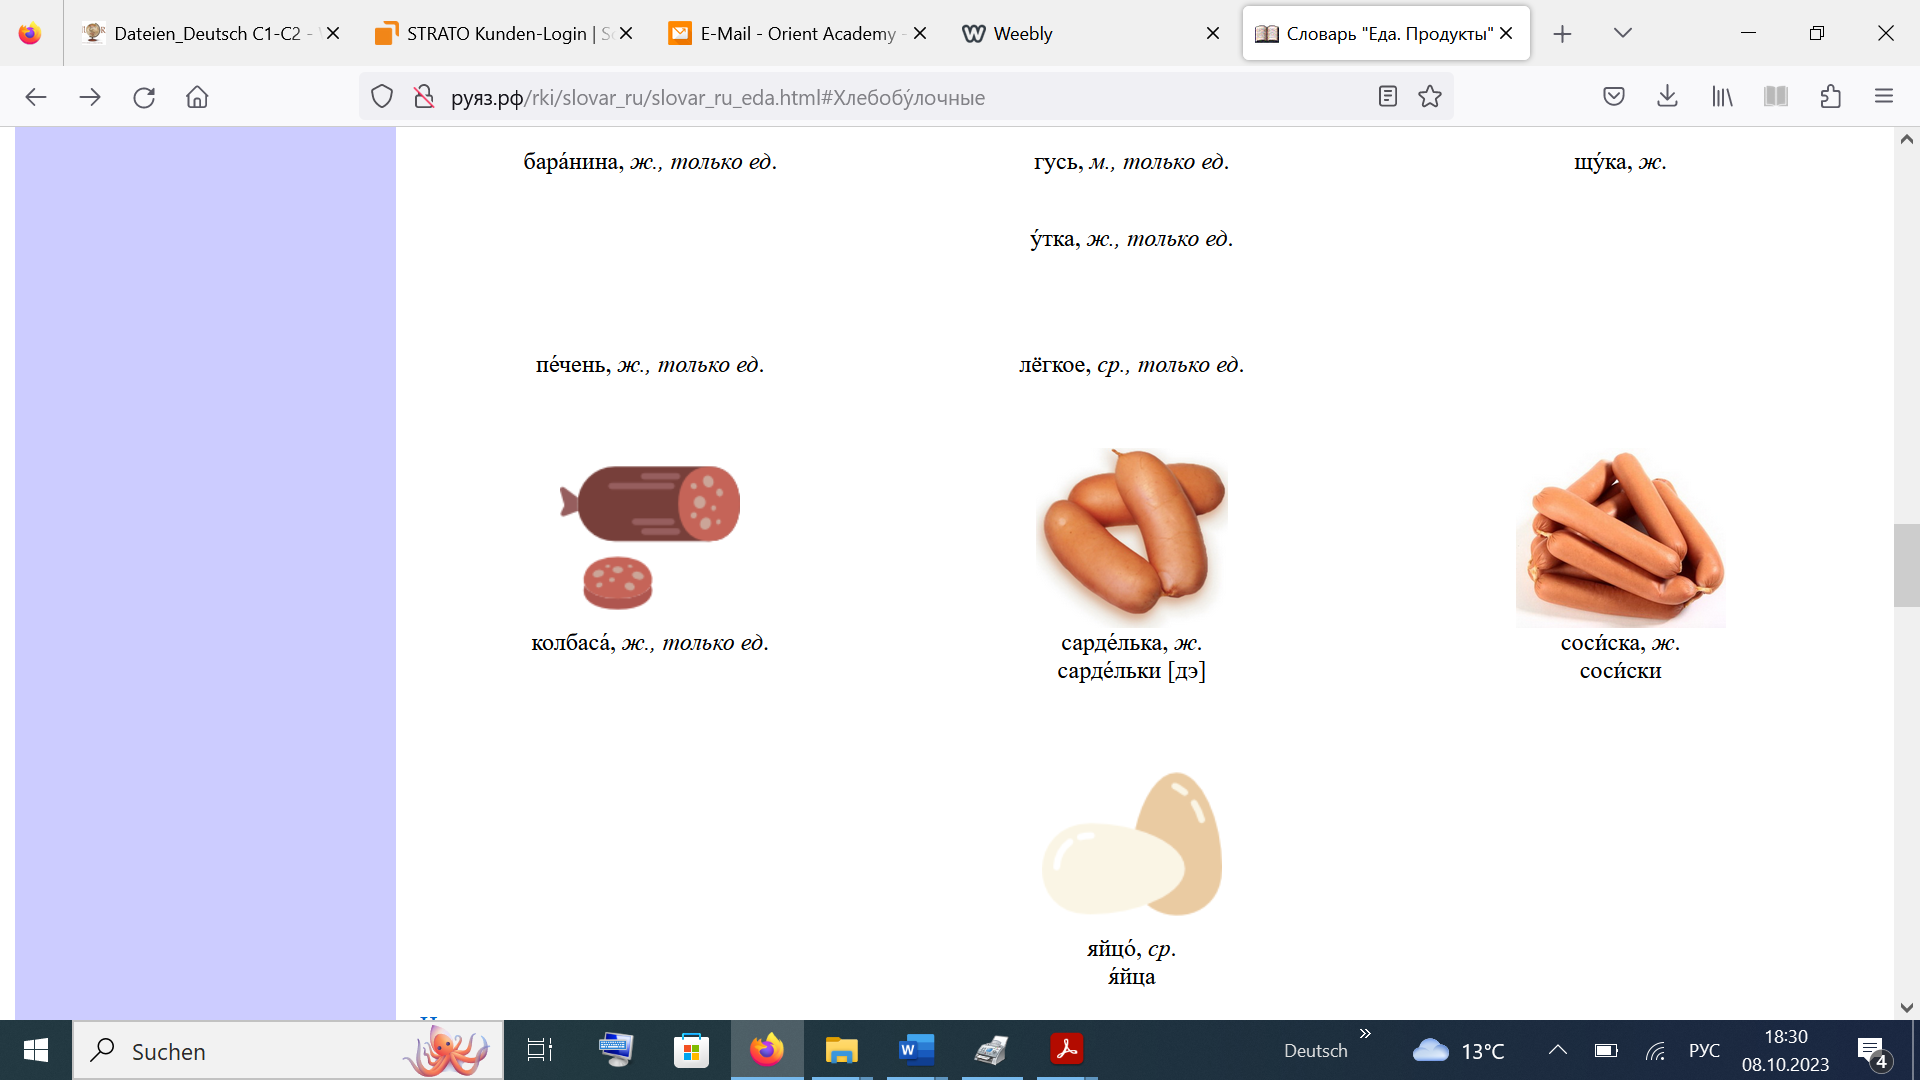 Dateien_Deutsch C1-C2 -
STRATO Kunden-Login |
E-Mail - Orient Academy -
Weebly
Словарь "Еда. Продукты"
руяз.рф/rki/slovar_ru/slovar_ru_eda.html#Хлебобу́лочные
бара́нина, ж., только ед.
гусь, м., только ед.
щу́ка, ж.
у́тка, ж., только ед.
пе́чень, ж., только ед.
лёгкое, ср., только ед.
колбаса́, ж., только ед.
сарде́лька, ж.
сарде́льки [дэ]
соси́ска, ж.
соси́ски
яйцо́, ср.
я́йца
Suchen
Deutsch
13°C
РУС
18:30
08.10.2023
4